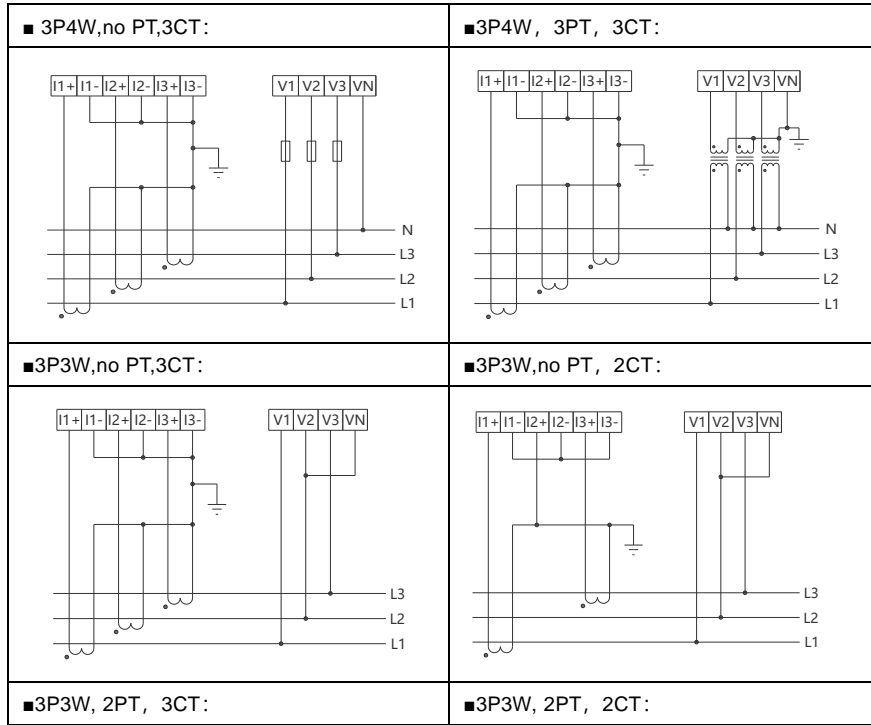 ■ 3P4W,no PT,3CT：
■3P4W，3PT，3CT：
I1+ I1- I2+ I2- I3+ I3-
V1 V2 V3 VN
N
L3
L2
L1
I1+ I1- I2+ I2- I3+ I3-
V1 V2 V3 VN
N
L3
L2
L1
■3P3W,no PT,3CT：
■3P3W,no PT，2CT：
I1+ I1- I2+ I2- I3+ I3-
V1 V2 V3 VN
L3
L2
L1
I1+ I1- I2+ I2- I3+ I3-
V1 V2 V3 VN
L3
L2
L1
■3P3W, 2PT，3CT：
■3P3W, 2PT，2CT：